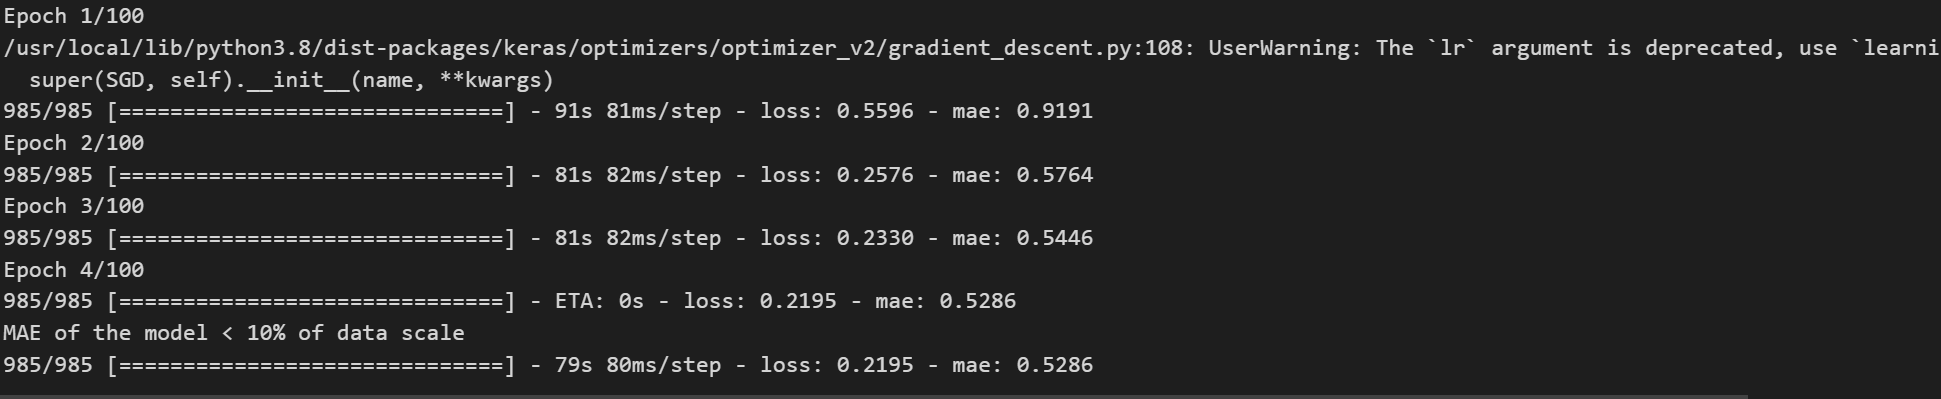 Epoch 1/100
/usr/local/lib/python3.8/dist-packages/keras/optimizers/optimizer_v2/gradient_descent.py:108: UserWarning: The `lr` argument is deprecated, use `learni
  super(SGD, self).__init__(name, **kwargs)
985/985 [==============================] - 91s 81ms/step - loss: 0.5596 - mae: 0.9191
Epoch 2/100
985/985 [==============================] - 81s 82ms/step - loss: 0.2576 - mae: 0.5764
Epoch 3/100
985/985 [==============================] - 81s 82ms/step - loss: 0.2330 - mae: 0.5446
Epoch 4/100
985/985 [==============================] - ETA: 0s - loss: 0.2195 - mae: 0.5286
MAE of the model < 10% of data scale
985/985 [==============================] - 79s 80ms/step - loss: 0.2195 - mae: 0.5286